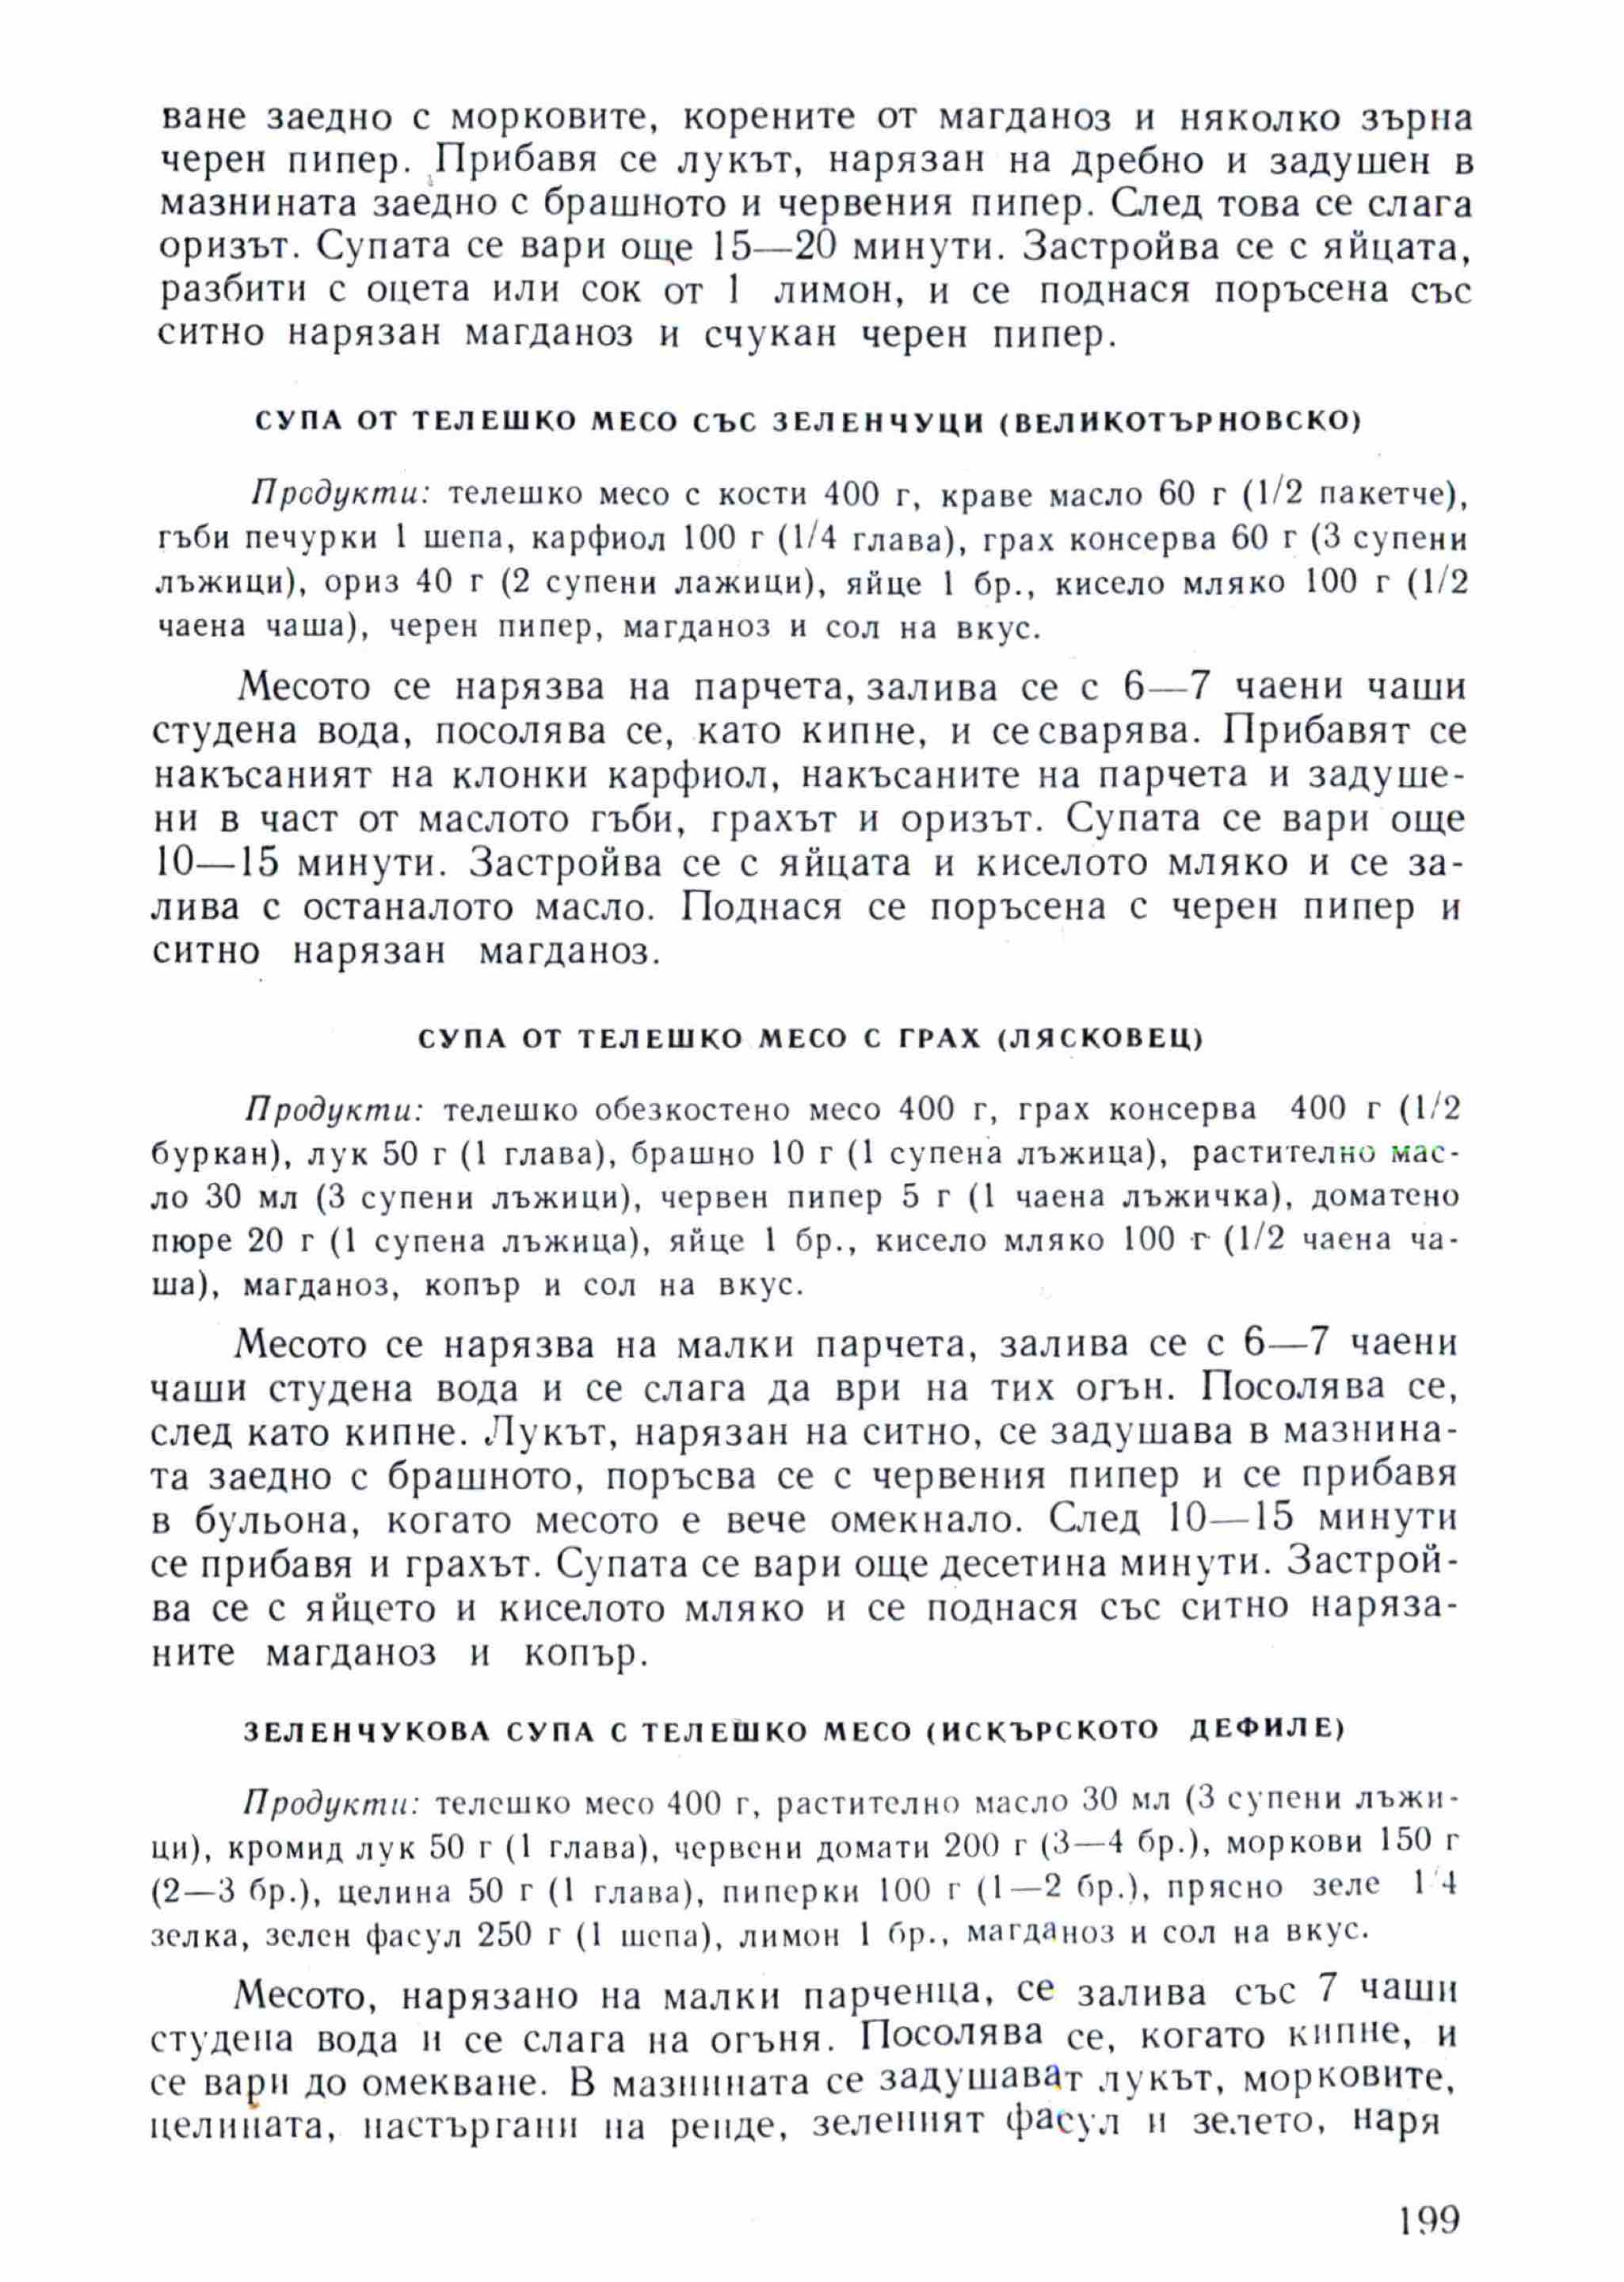 ване заедно с морковите, корените от магданоз и няколко зърна
черен пипер. Прибавя се лукът, нарязан на дребно и задушен в
мазнината заедно с брашното и червения пипер. След това се слага
оризът. Супата се вари още 15—20 минути. Застройва се с яйцата,
разбити с оцета или сок от 1 лимон, и се поднася поръсена със
ситно нарязан магданоз и счукан черен пипер.
СУПА ОТ ТЕЛЕШКО МЕСО СЪС ЗЕЛЕНЧУЦИ (ВЕЛИКОТЪРНОВСКО)
Продукти: телешко месо с кости 400 г, краве масло 60 г (1/2 пакетче),
гъби печурки 1 шепа, карфиол 100 г (1/4 глава), грах консерва 60 г (3 супени
лъжици), ориз 40 г (2 супени лажици), яйце 1 бр., кисело мляко 100 г (1/2
чаена чаша), черен пипер, магданоз и сол на вкус.
Месото се нарязва на парчета, залива се с 6—7 чаени чаши
студена вода, посолява се, като кипне, и се сварява. Прибавят се
накъсаният на клонки карфиол, накъсаните на парчета и задуше-
ни в част от маслото гъби, грахът и оризът. Супата се вари още
10—15 минути. Застройва се с яйцата и киселото мляко и се за-
лива с останалото масло. Поднася се поръсена с черен пипер и
ситно нарязан магданоз.
СУПА ОТ ТЕЛЕШКО МЕСО С ГРАХ (ЛЯСКОВЕЦ)
Продукти: телешко обезкостено месо 400 г, грах консерва 400 г (1/2
буркан), лук 50 г (1 глава), брашно 10 г (1 супена лъжица), растително мас-
ло 30 мл (3 супени лъжици), червен пипер 5 г (1 чаена лъжичка), доматено
пюре 20 г (1 супена лъжица), яйце 1 бр., кисело мляко 100 г (1/2 чаена ча-
ша), магданоз, копър и сол на вкус.
Месото се нарязва на малки парчета, залива се с 6—7 чаени
чаши студена вода и се слага да ври на тих огън. Посолява се,
след като кипне. Лукът, нарязан на ситно, се задушава в мазнина-
та заедно с брашното, поръсва се с червения пипер и се прибавя
в бульона, когато месото е вече омекнало. След 10—15 минути
се прибавя и грахът. Супата се вари още десетина минути. Застрой-
ва се с яйцето и киселото мляко и се поднася със ситно наряза-
ните магданоз и копър.
ЗЕЛЕНЧУКОВА СУПА С ТЕЛЕШКО МЕСО (ИСКЪРСКОТО ДЕФИЛЕ)
Продукти: телешко месо 400 г, растително масло 30 мл (3 супени лъжи-
ци), кромид лук 50 г (1 глава), червени домати 200 г (3—4 бр.), моркови 150 г
(2—3 бр.), целина 50 г (1 глава), пиперки 100 г (1—2 бр.), прясно зеле 1/4
зелка, зелен фасул 250 г (1 шепа), лимон 1 бр., магданоз и сол на вкус.
Месото, нарязано на малки парченца, се залива със 7 чаши
студена вода и се слага на огъня. Посолява се, когато кипне, и
се вари до омекване. В мазнината се задушават лукът, морковите,
целината, настъргани на ренде, зеленият фасул и зелето, наря
199